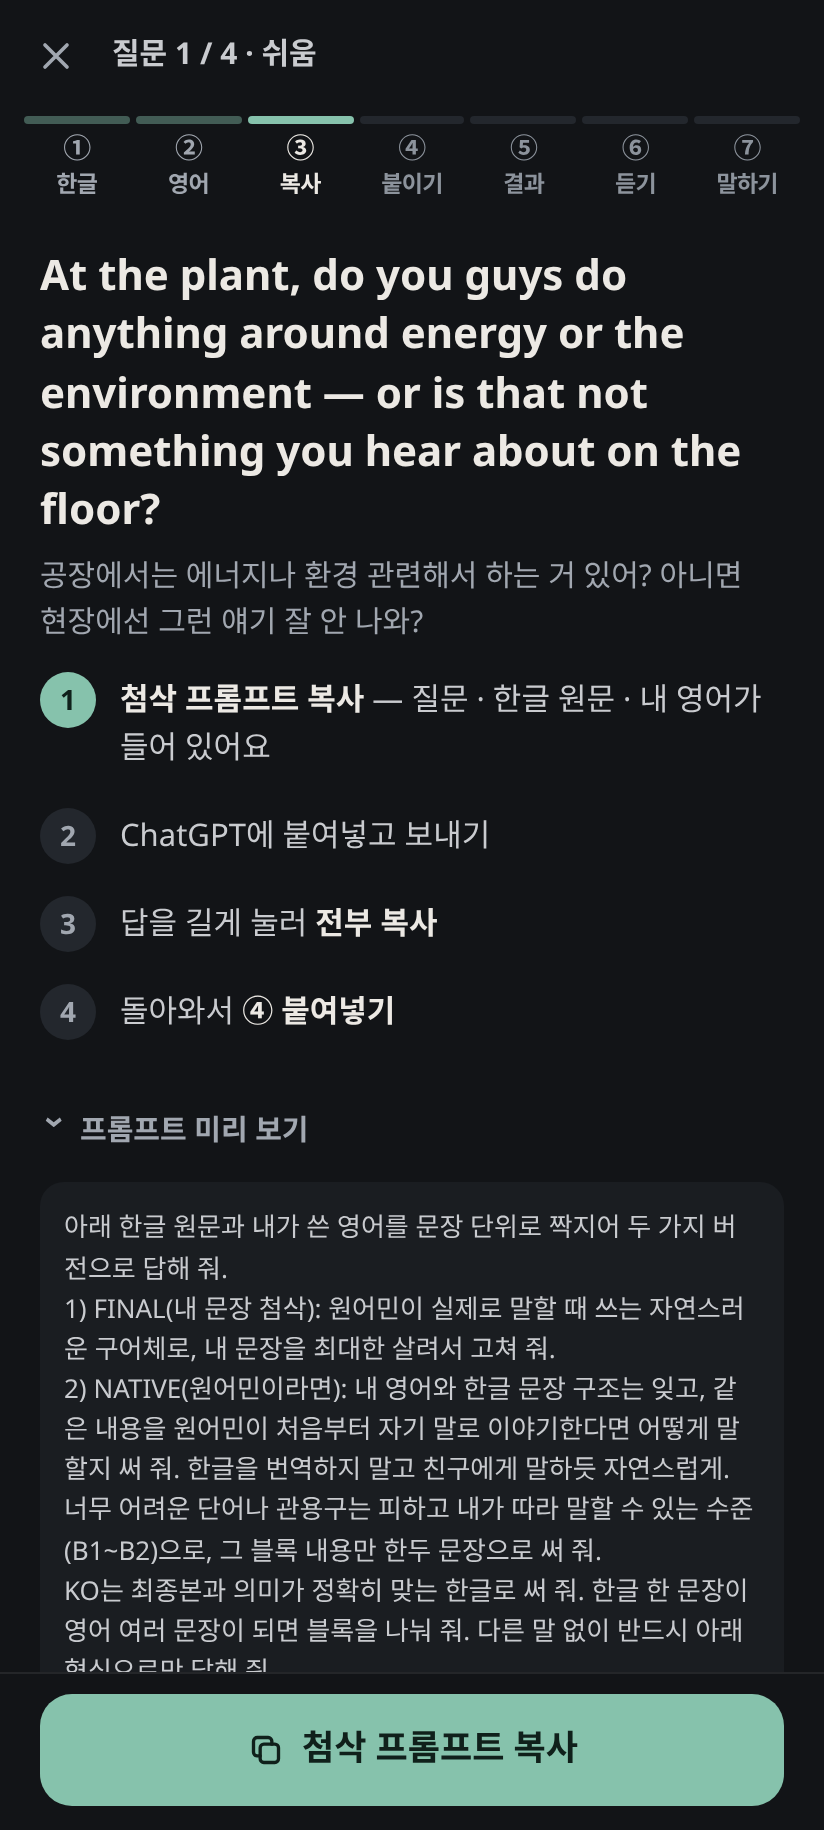 질문 1 / 4 · 쉬움
① ② ③ ④ ⑤ ⑥ ⑦
한글 영어 복사 붙이기 결과 듣기 말하기
At the plant, do you guys do
anything around energy or the
environment — or is that not
something you hear about on the
floor?
공장에서는 에너지나 환경 관련해서 하는 거 있어? 아니면
현장에선 그런 얘기 잘 안 나와?
1 첨삭 프롬프트 복사 — 질문 · 한글 원문 · 내 영어가
들어 있어요
2 ChatGPT에 붙여넣고 보내기
3 답을 길게 눌러 전부 복사
4 돌아와서 ④ 붙여넣기
프롬프트 미리 보기
아래 한글 원문과 내가 쓴 영어를 문장 단위로 짝지어 두 가지 버
전으로 답해 줘.
1) FINAL(내 문장 첨삭): 원어민이 실제로 말할 때 쓰는 자연스러
운 구어체로, 내 문장을 최대한 살려서 고쳐 줘.
2) NATIVE(원어민이라면): 내 영어와 한글 문장 구조는 잊고, 같
은 내용을 원어민이 처음부터 자기 말로 이야기한다면 어떻게 말
할지 써 줘. 한글을 번역하지 말고 친구에게 말하듯 자연스럽게.
너무 어려운 단어나 관용구는 피하고 내가 따라 말할 수 있는 수준
(B1~B2)으로, 그 블록 내용만 한두 문장으로 써 줘.
KO는 최종본과 의미가 정확히 맞는 한글로 써 줘. 한글 한 문장이
영어 여러 문장이 되면 블록을 나눠 줘. 다른 말 없이 반드시 아래
형식으로만 답해 줘
첨삭 프롬프트 복사